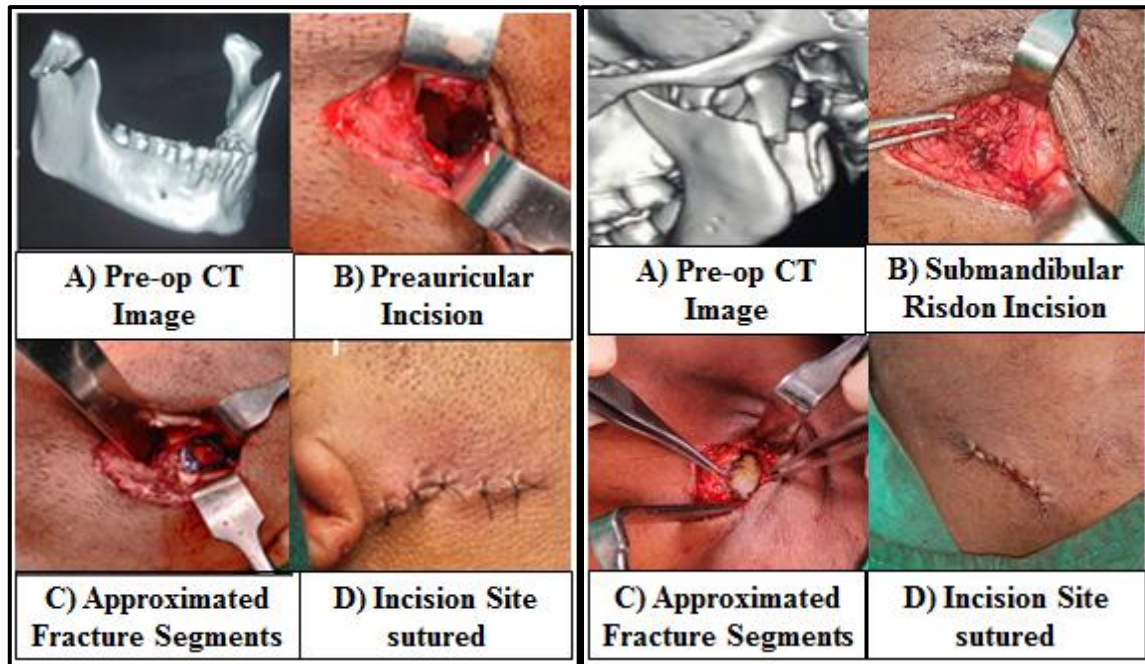 A) Pre-op CT
Image
B) Preauricular
Incision
C) Approximated
Fracture Segments
D) Incision Site
sutured
A) Pre-op CT
Image
B) Submandibular
Risdon Incision
C) Approximated
Fracture Segments
D) Incision Site
sutured